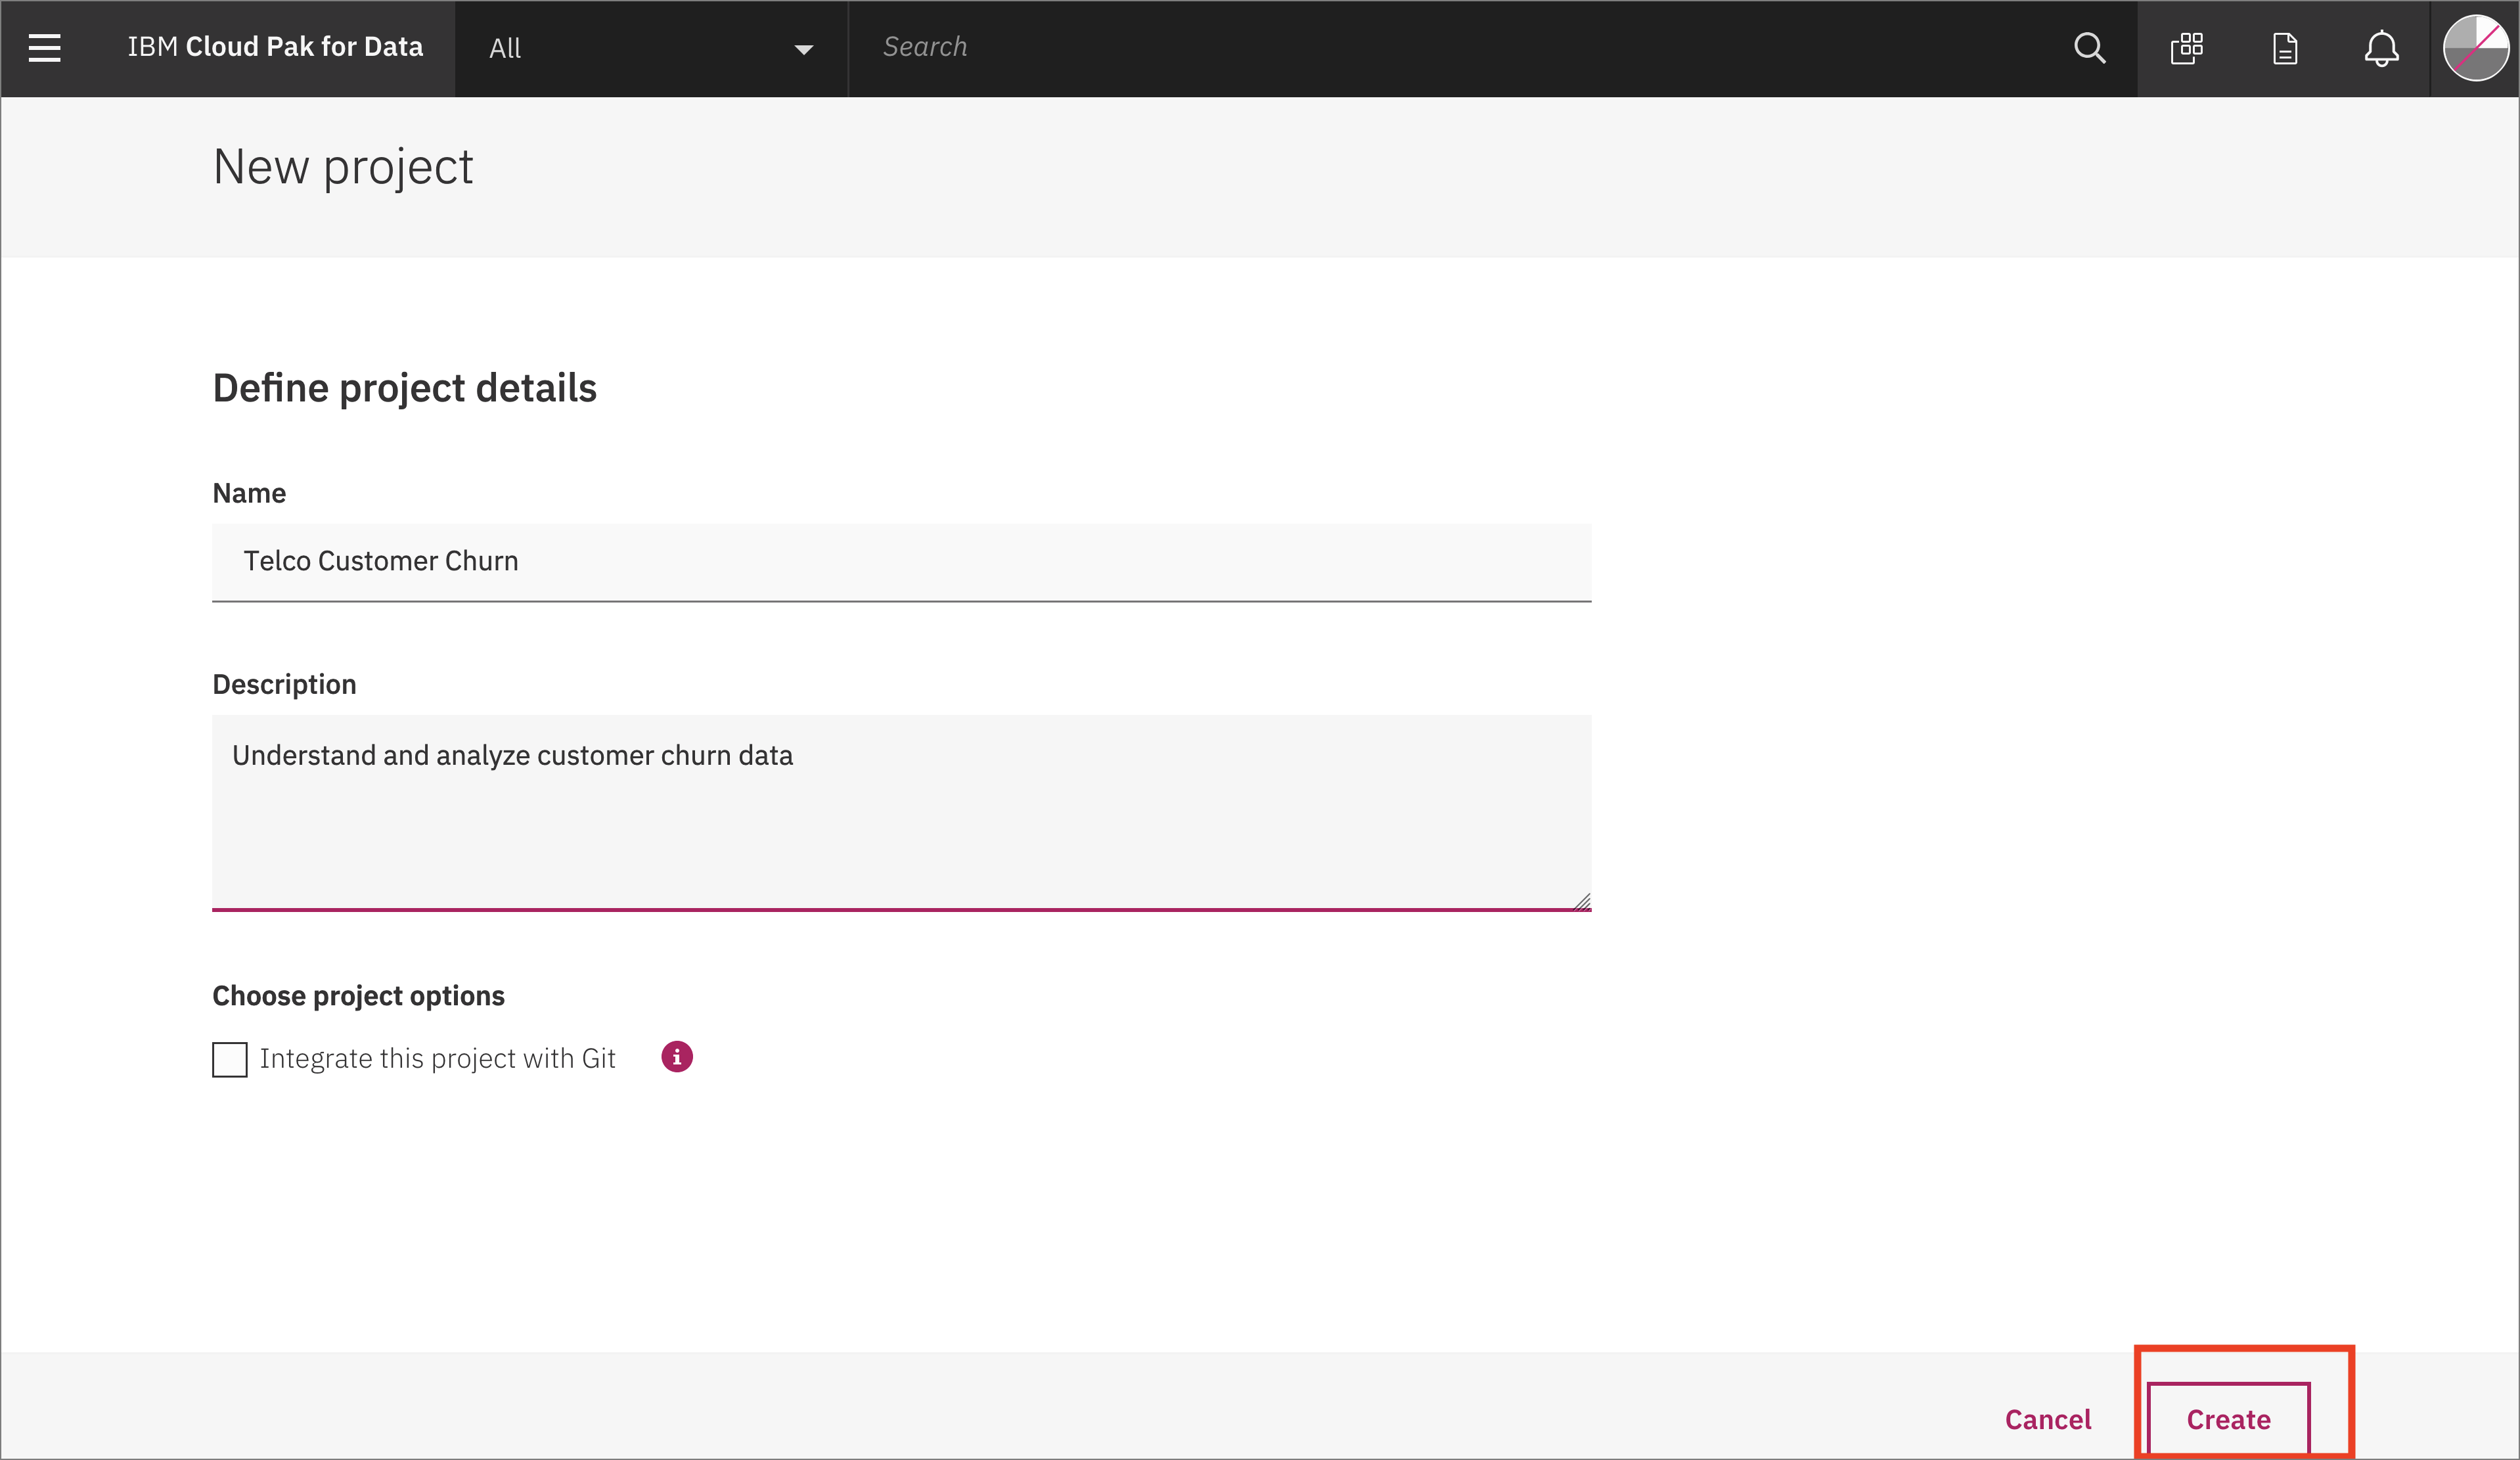 IBM Cloud Pak for Data
All
Search
New project
Define project details
Name
Telco Customer Churn
Description
Understand and analyze customer churn data
Choose project options
Integrate this project with Git
Cancel
Create